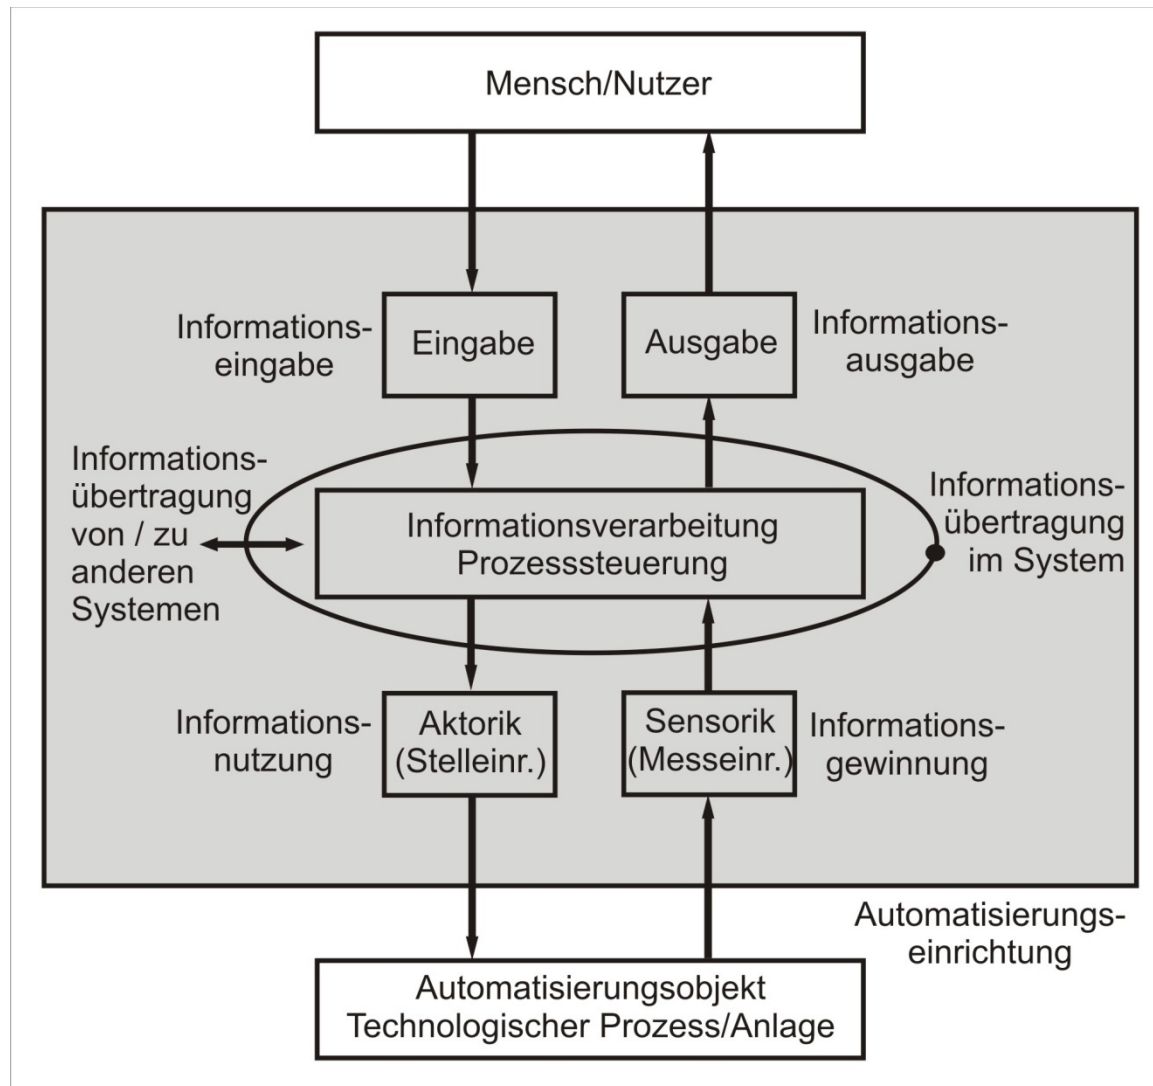 Mensch/Nutzer
Informations-
eingabe
Eingabe
Ausgabe
Informations-
ausgabe
Informations-
übertragung
von / zu
anderen
Systemen
Informationsverarbeitung
Prozesssteuerung
Informations-
übertragung
im System
Informations-
nutzung
Aktorik
(Stelleinr.)
Sensorik
(Messeinr.)
Informations-
gewinnung
Automatisierungs-
einrichtung
Automatisierungsobjekt
Technologischer Prozess/Anlage